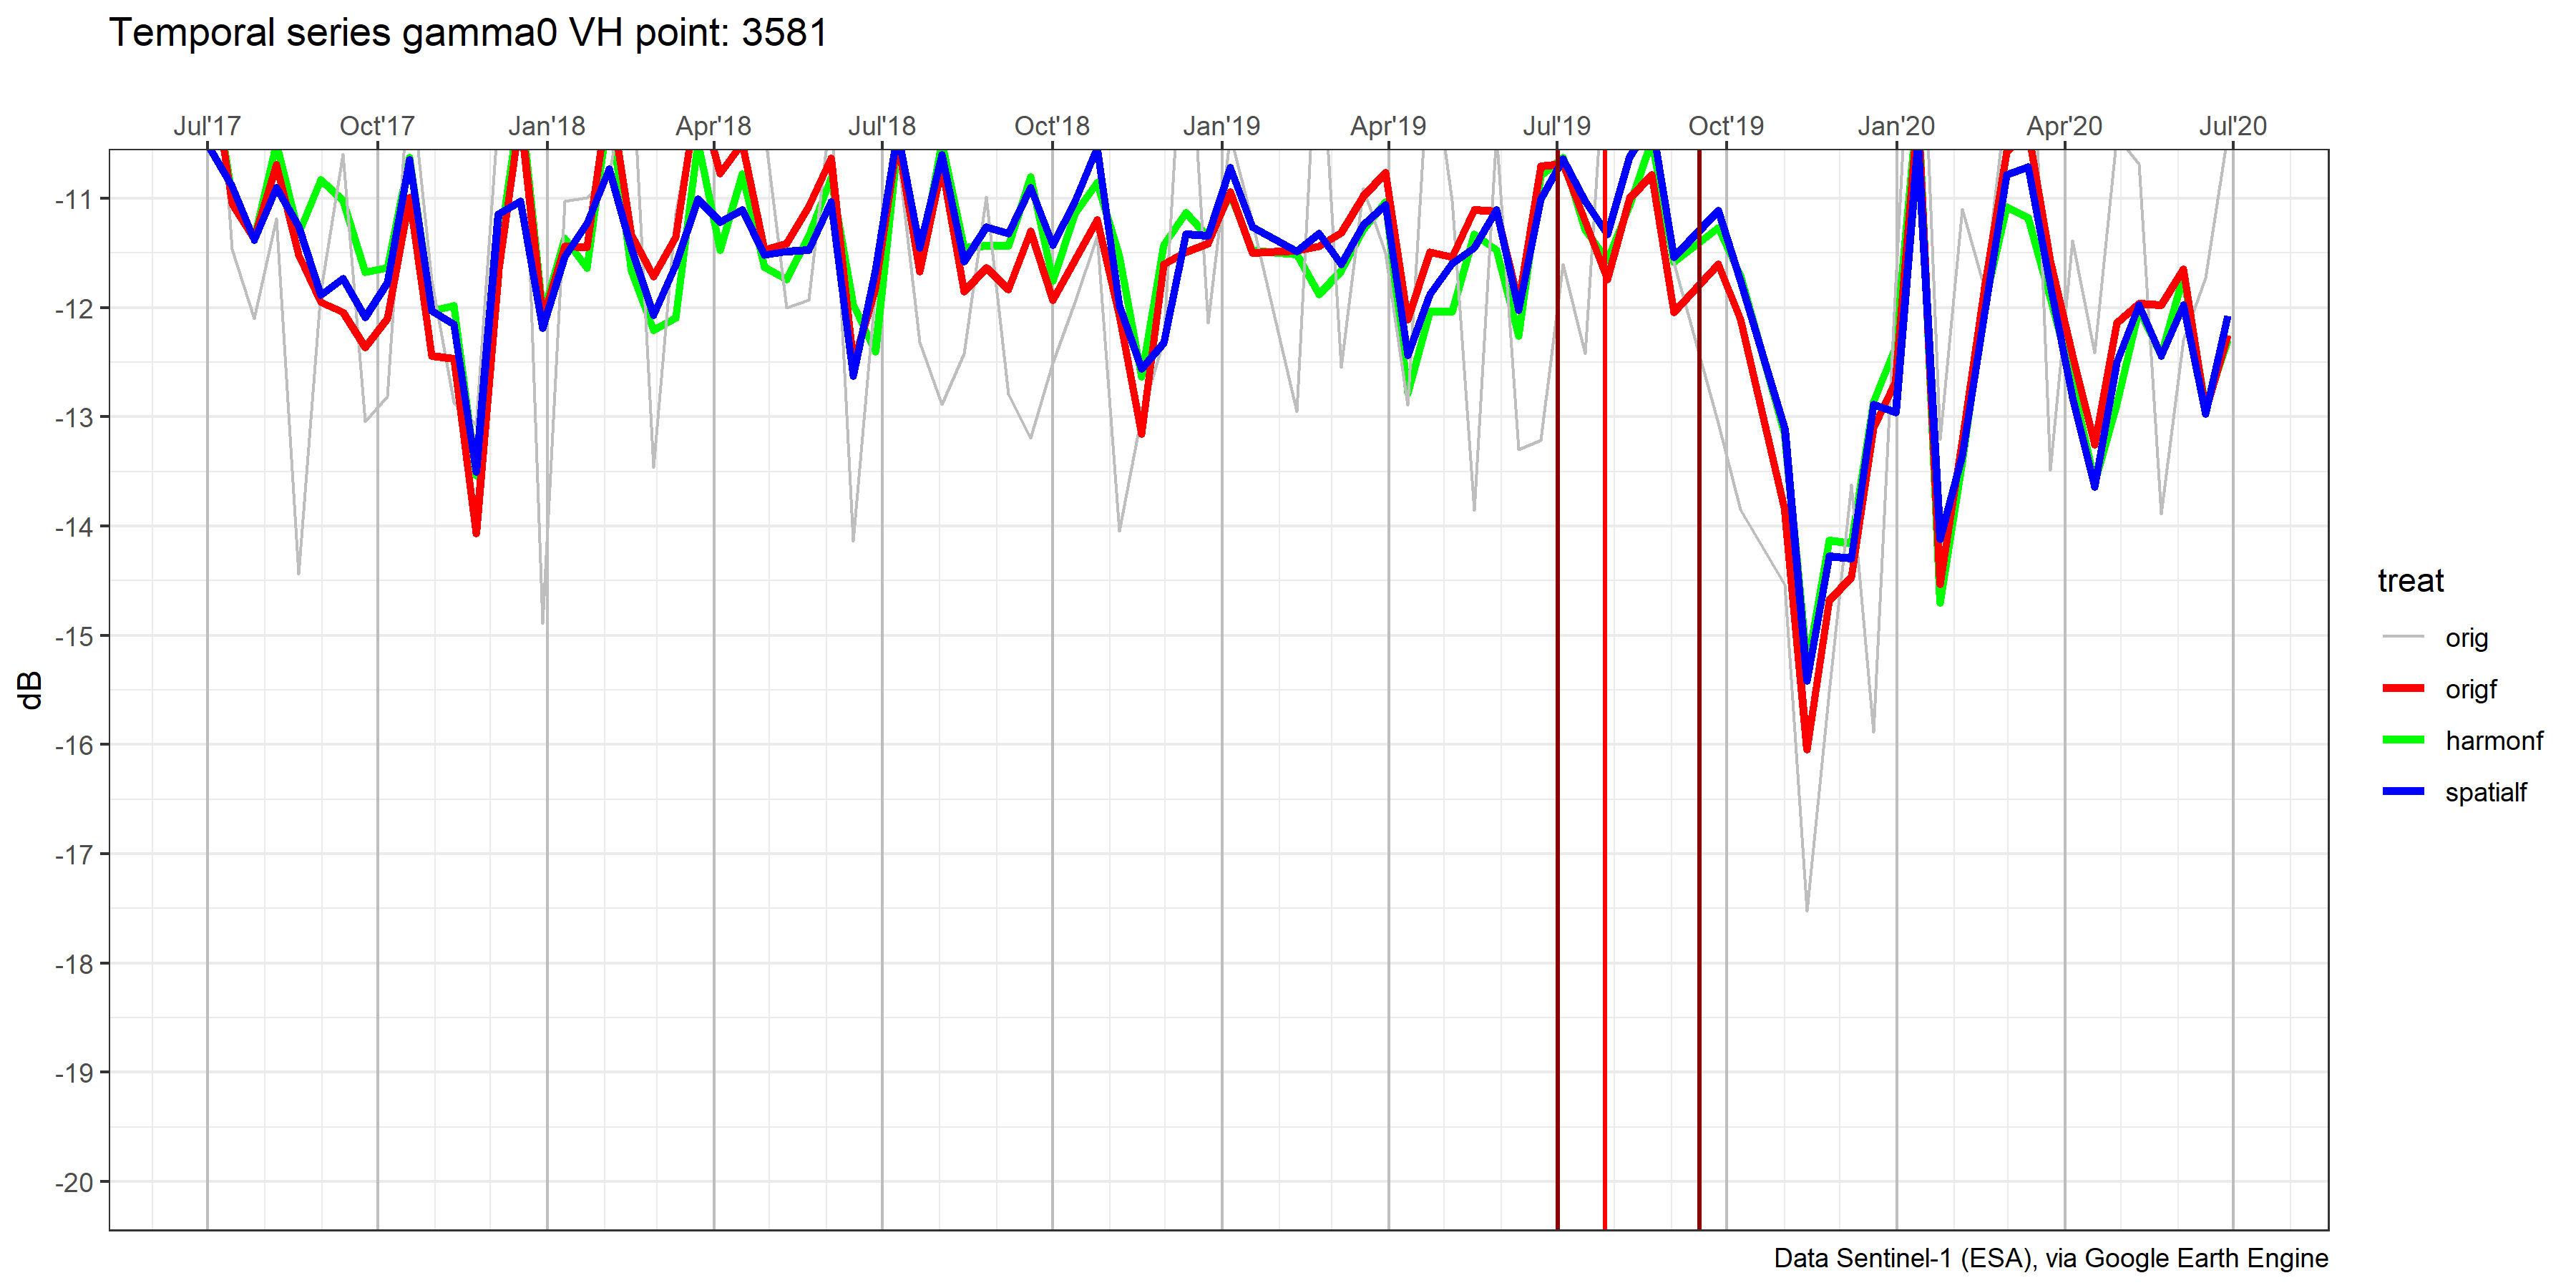 Temporal series gamma0 VH point: 3581
Jul'17 Oct'17 Jan'18 Apr'18 Jul'18 Oct'18 Jan'19 Apr'19 Jul'19 Oct'19 Jan'20 Apr'20 Jul'20
-11
-12
-13
-14
-15
-16
-17
-18
-19
-20
dB
treat
orig
origf
harmonf
spatialf
Data Sentinel-1 (ESA), via Google Earth Engine